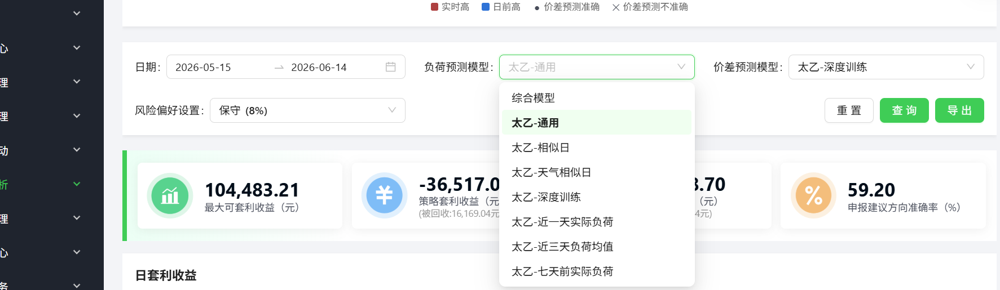 实时高 日前高 价差预测准确 价差预测不准确
心
理
理
动
析
理
心
务
日期: 2026-05-15 2026-06-14 负荷预测模型: 太乙-通用 价差预测模型: 太乙-深度训练
风险偏好设置: 保守 (8%) 重 置 查 询 导 出
综合模型
太乙-通用
太乙-相似日
太乙-天气相似日
太乙-深度训练
太乙-近一天实际负荷
太乙-近三天负荷均值
太乙-七天前实际负荷
104,483.21
最大可套利收益（元）
-36,517.0
策略套利收益（元
(被回收:16,169.04元
3.70
（元）
4元)
59.20
申报建议方向准确率（%）
日套利收益